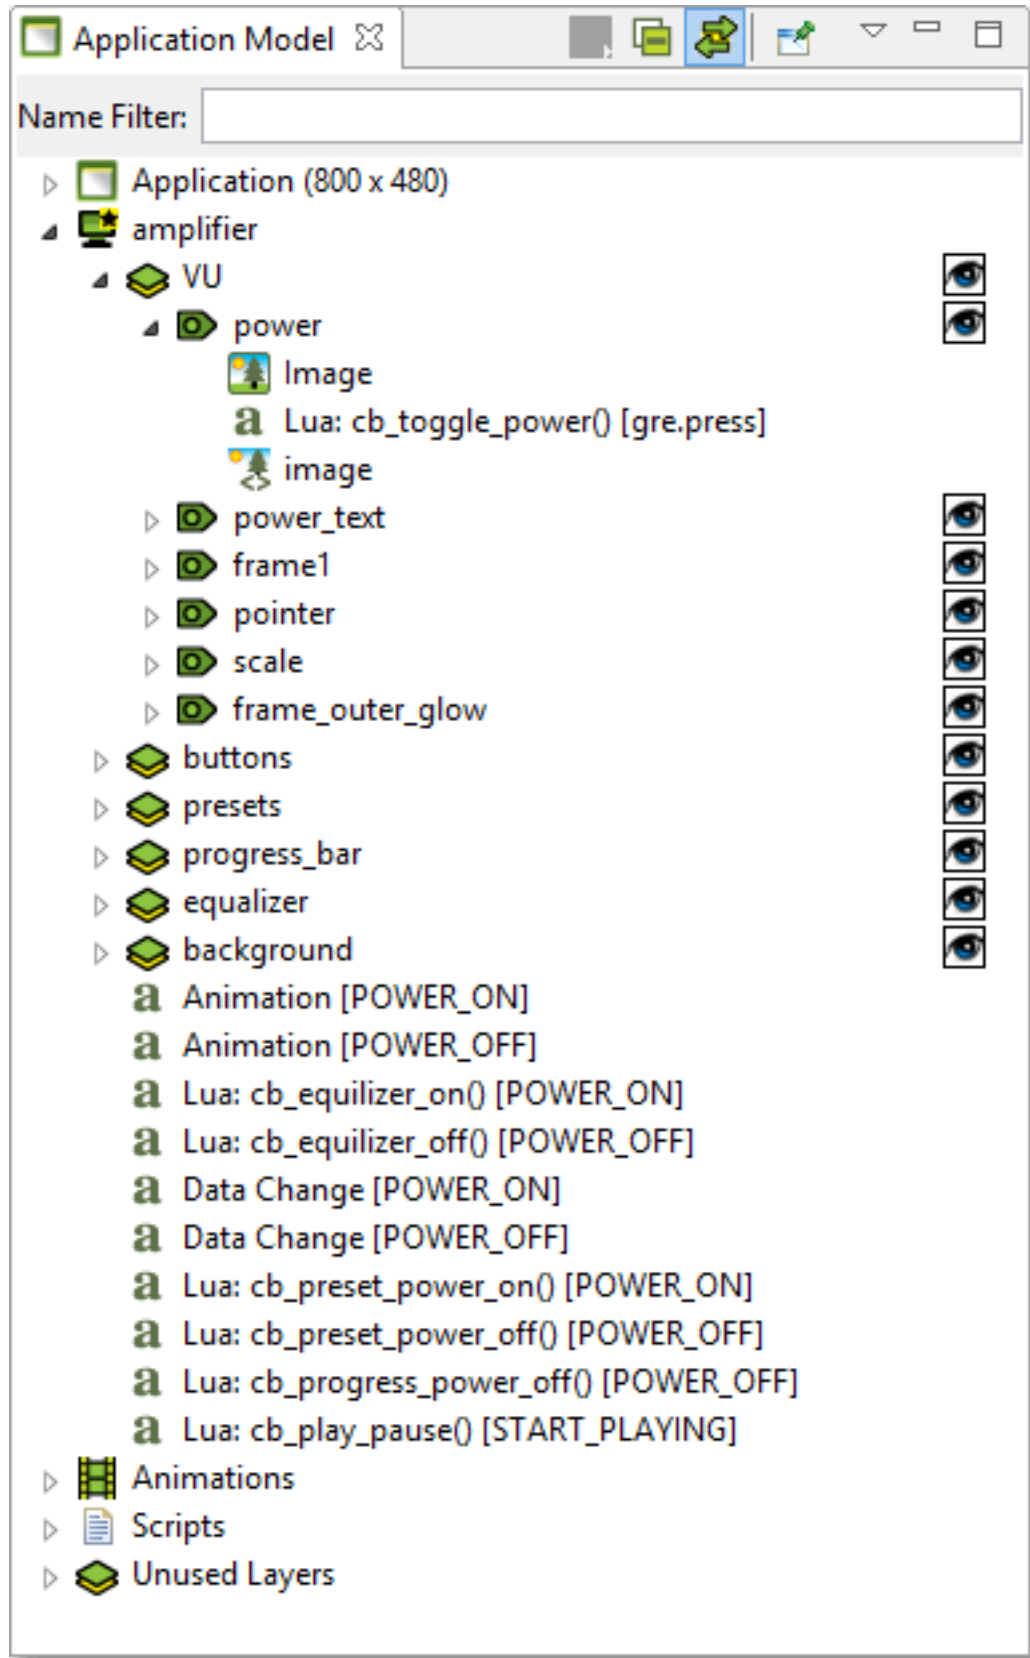 Application Model
Name Filter:
Application (800 x 480)
amplifier
VU
power
Image
a Lua: cb_toggle_power() [gre.press]
image
power_text
frame1
pointer
scale
frame_outer_glow
buttons
presets
progress_bar
equalizer
background
a Animation [POWER_ON]
a Animation [POWER_OFF]
a Lua: cb_equilizer_on() [POWER_ON]
a Lua: cb_equilizer_off() [POWER_OFF]
a Data Change [POWER_ON]
a Data Change [POWER_OFF]
a Lua: cb_preset_power_on() [POWER_ON]
a Lua: cb_preset_power_off() [POWER_OFF]
a Lua: cb_progress_power_off() [POWER_OFF]
a Lua: cb_play_pause() [START_PLAYING]
Animations
Scripts
Unused Layers